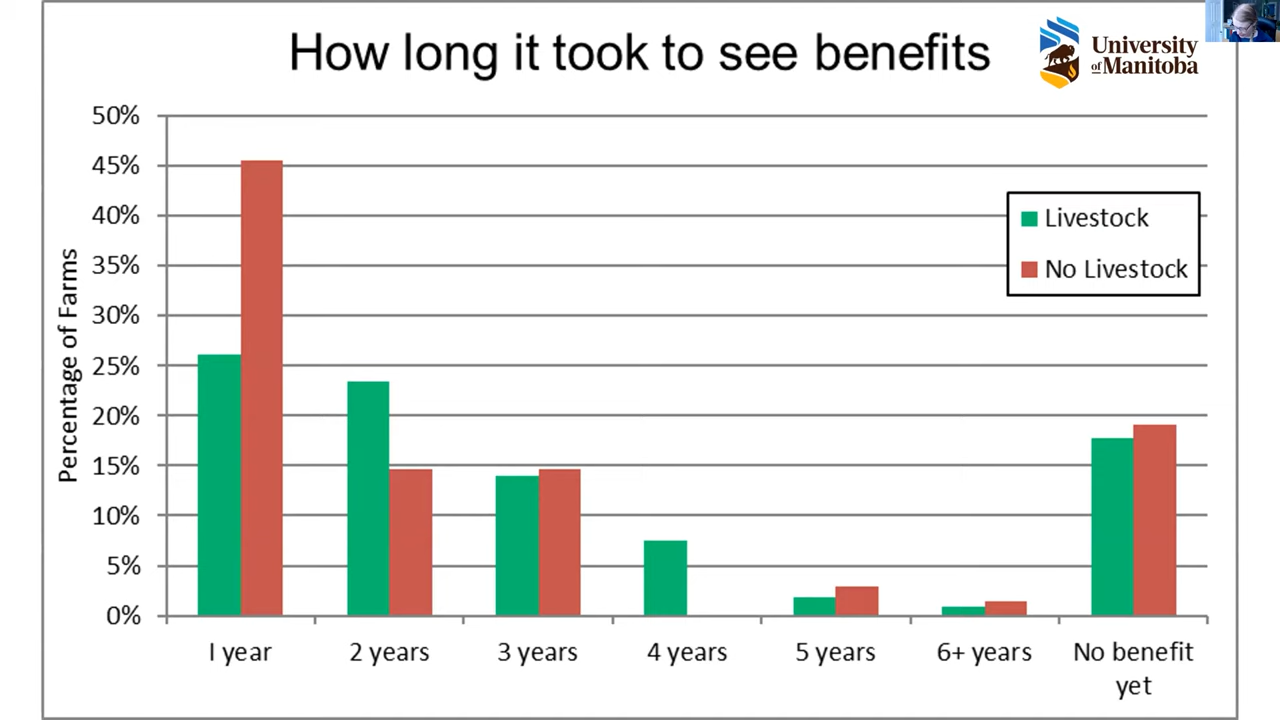 How long it took to see benefits
University
of Manitoba
50%
45%
40%
35%
30%
25%
20%
15%
10%
5%
0%
Percentage of Farms
Livestock
No Livestock
I year
2 years
3 years
4 years
5 years
6+ years
No benefit
yet